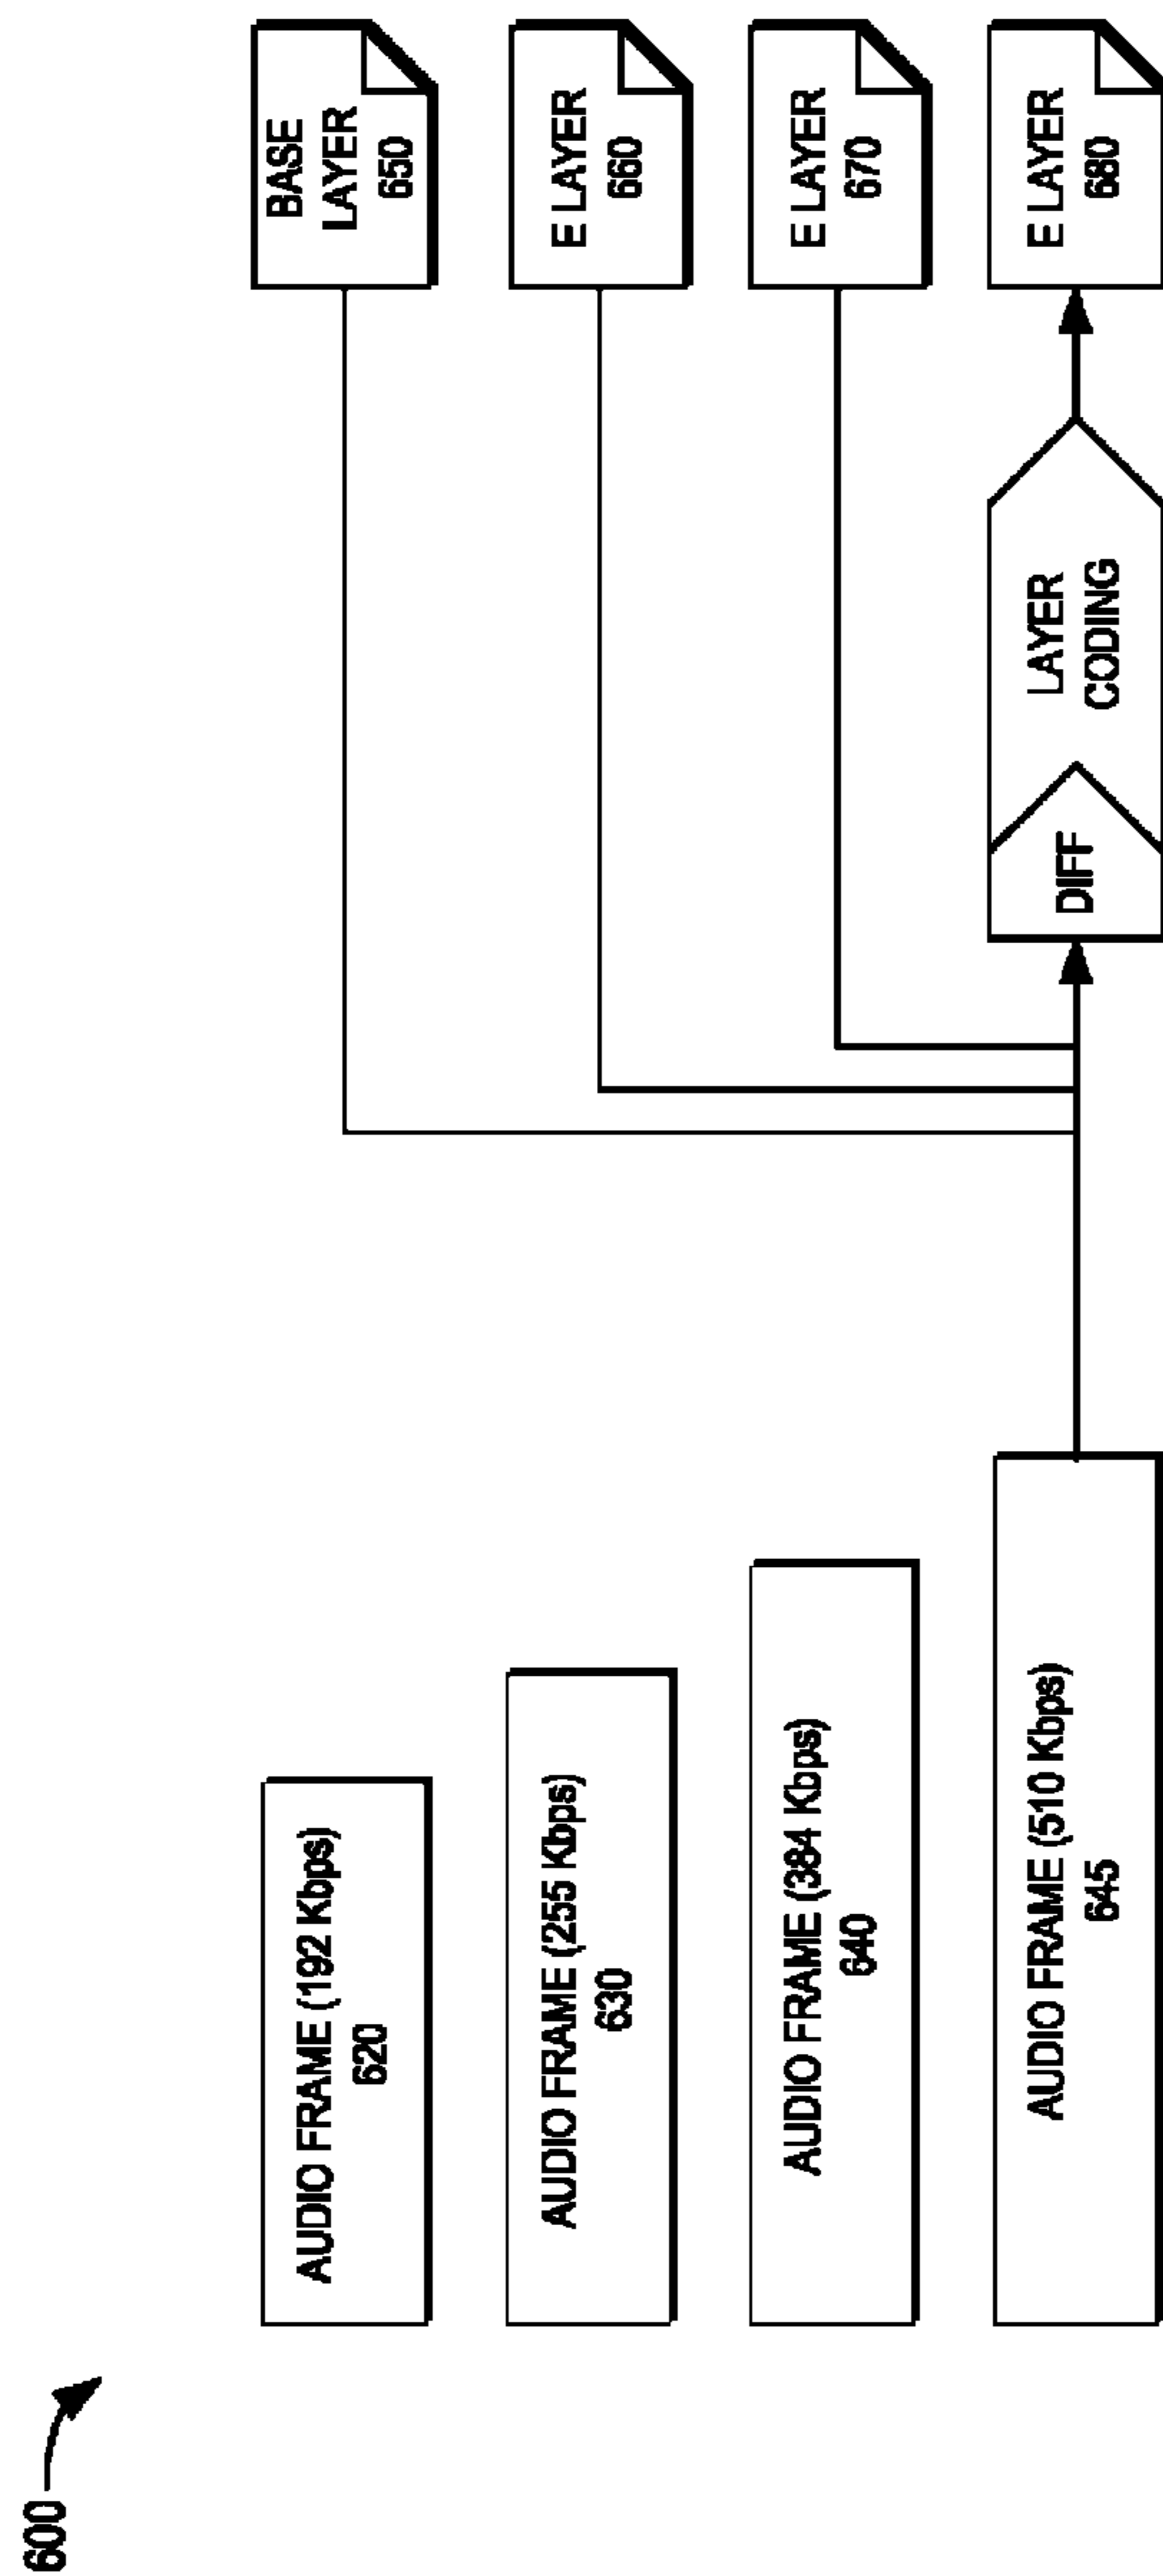 600
AUDIO FRAME (192 Kbps)
620
BASE
LAYER
650
AUDIO FRAME (255 Kbps)
630
E LAYER
660
AUDIO FRAME (384 Kbps)
640
E LAYER
670
AUDIO FRAME (510 Kbps)
645
DIFF
LAYER
CODING
E LAYER
680